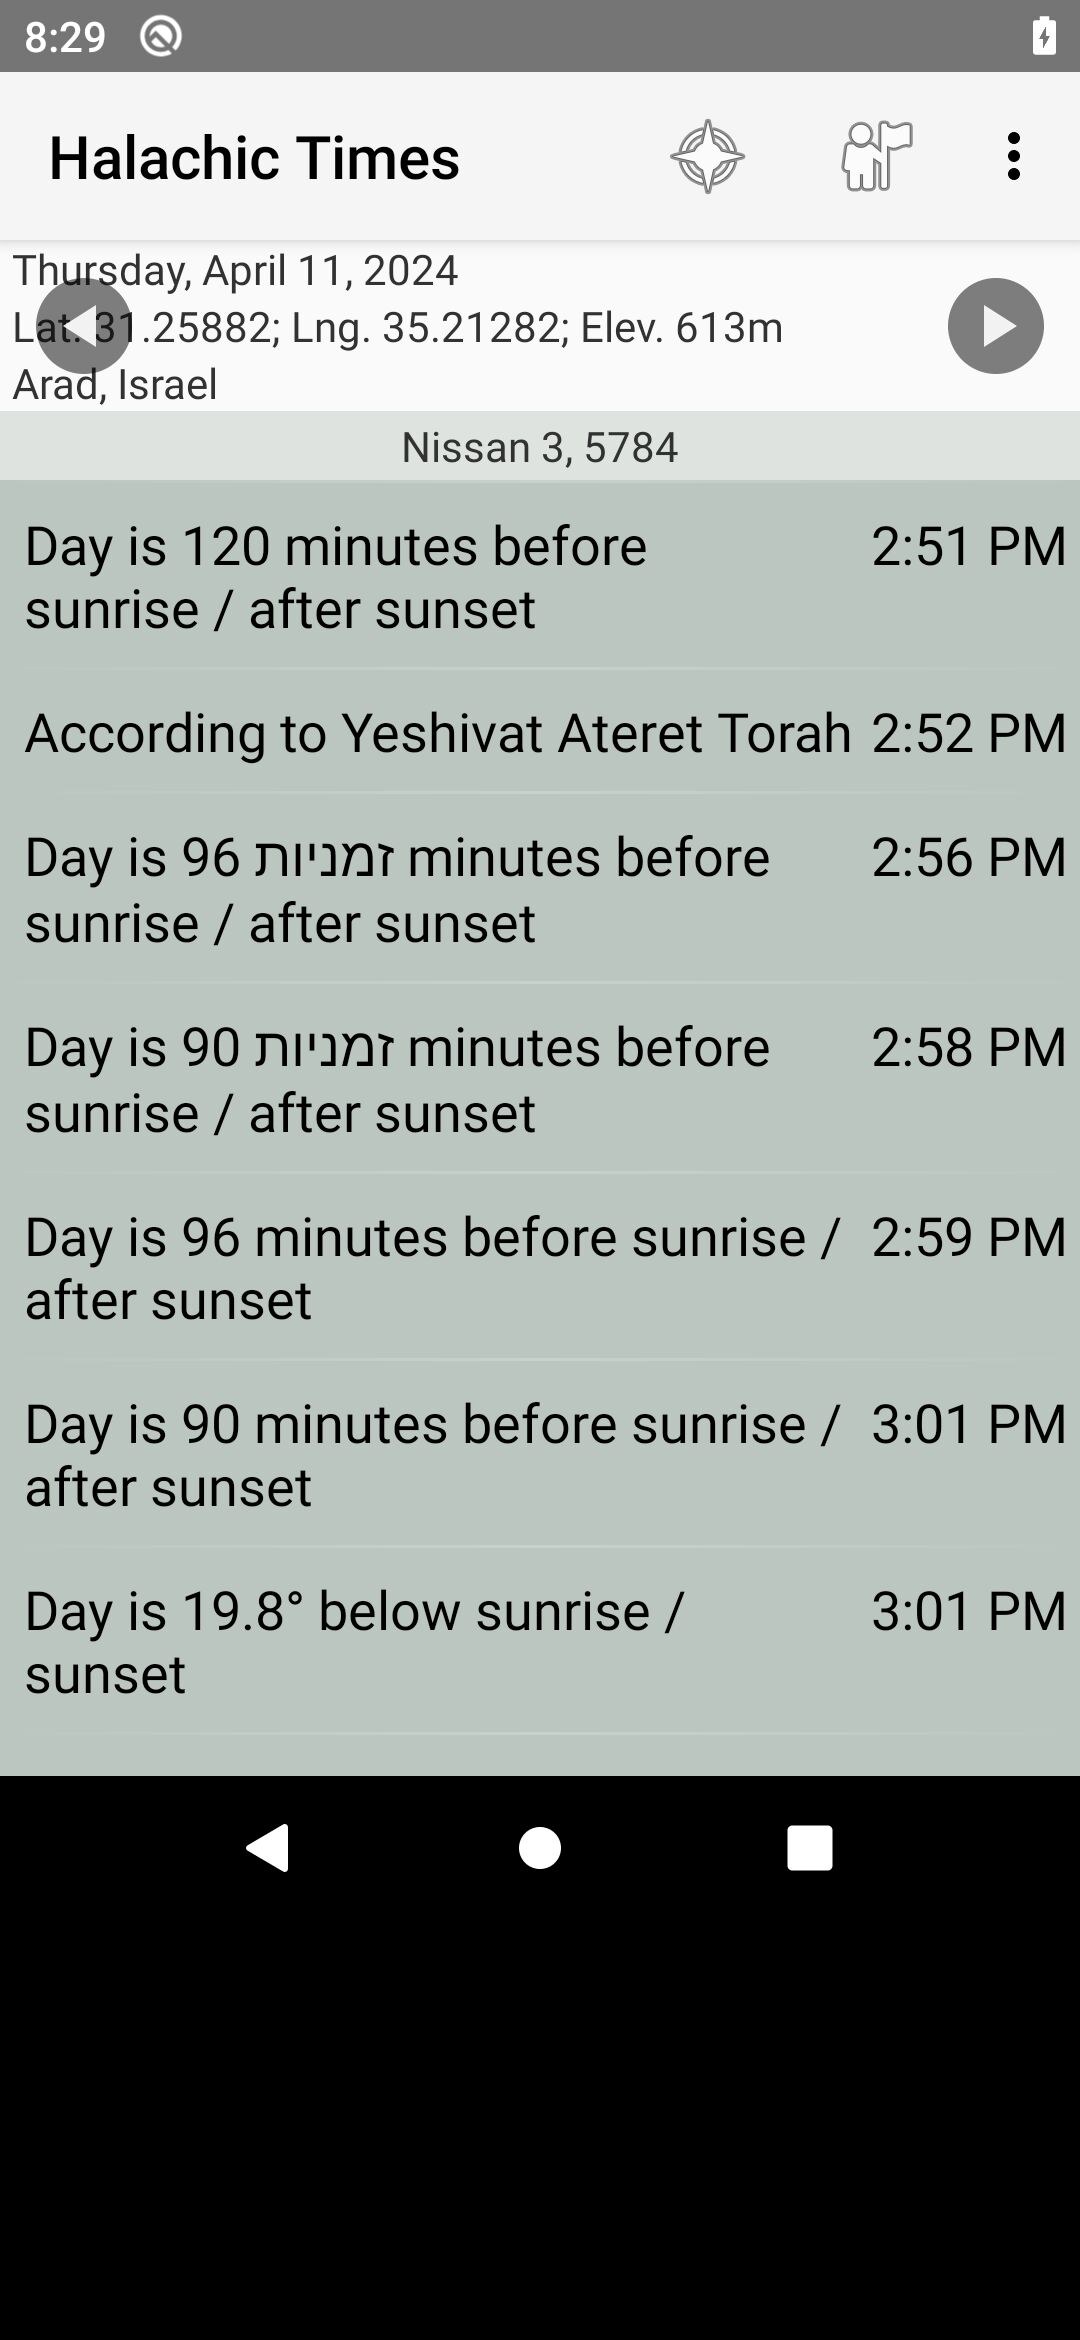 8:29
Halachic Times
Thursday, April 11, 2024
Lat. 31.25882; Lng. 35.21282; Elev. 613m
Arad, Israel
Nissan 3, 5784
Day is 120 minutes before 2:51 PM
sunrise / after sunset
According to Yeshivat Ateret Torah 2:52 PM
Day is 96 זמניות minutes before 2:56 PM
sunrise / after sunset
Day is 90 זמניות minutes before 2:58 PM
sunrise / after sunset
Day is 96 minutes before sunrise / 2:59 PM
after sunset
Day is 90 minutes before sunrise / 3:01 PM
after sunset
Day is 19.8° below sunrise / 3:01 PM
sunset